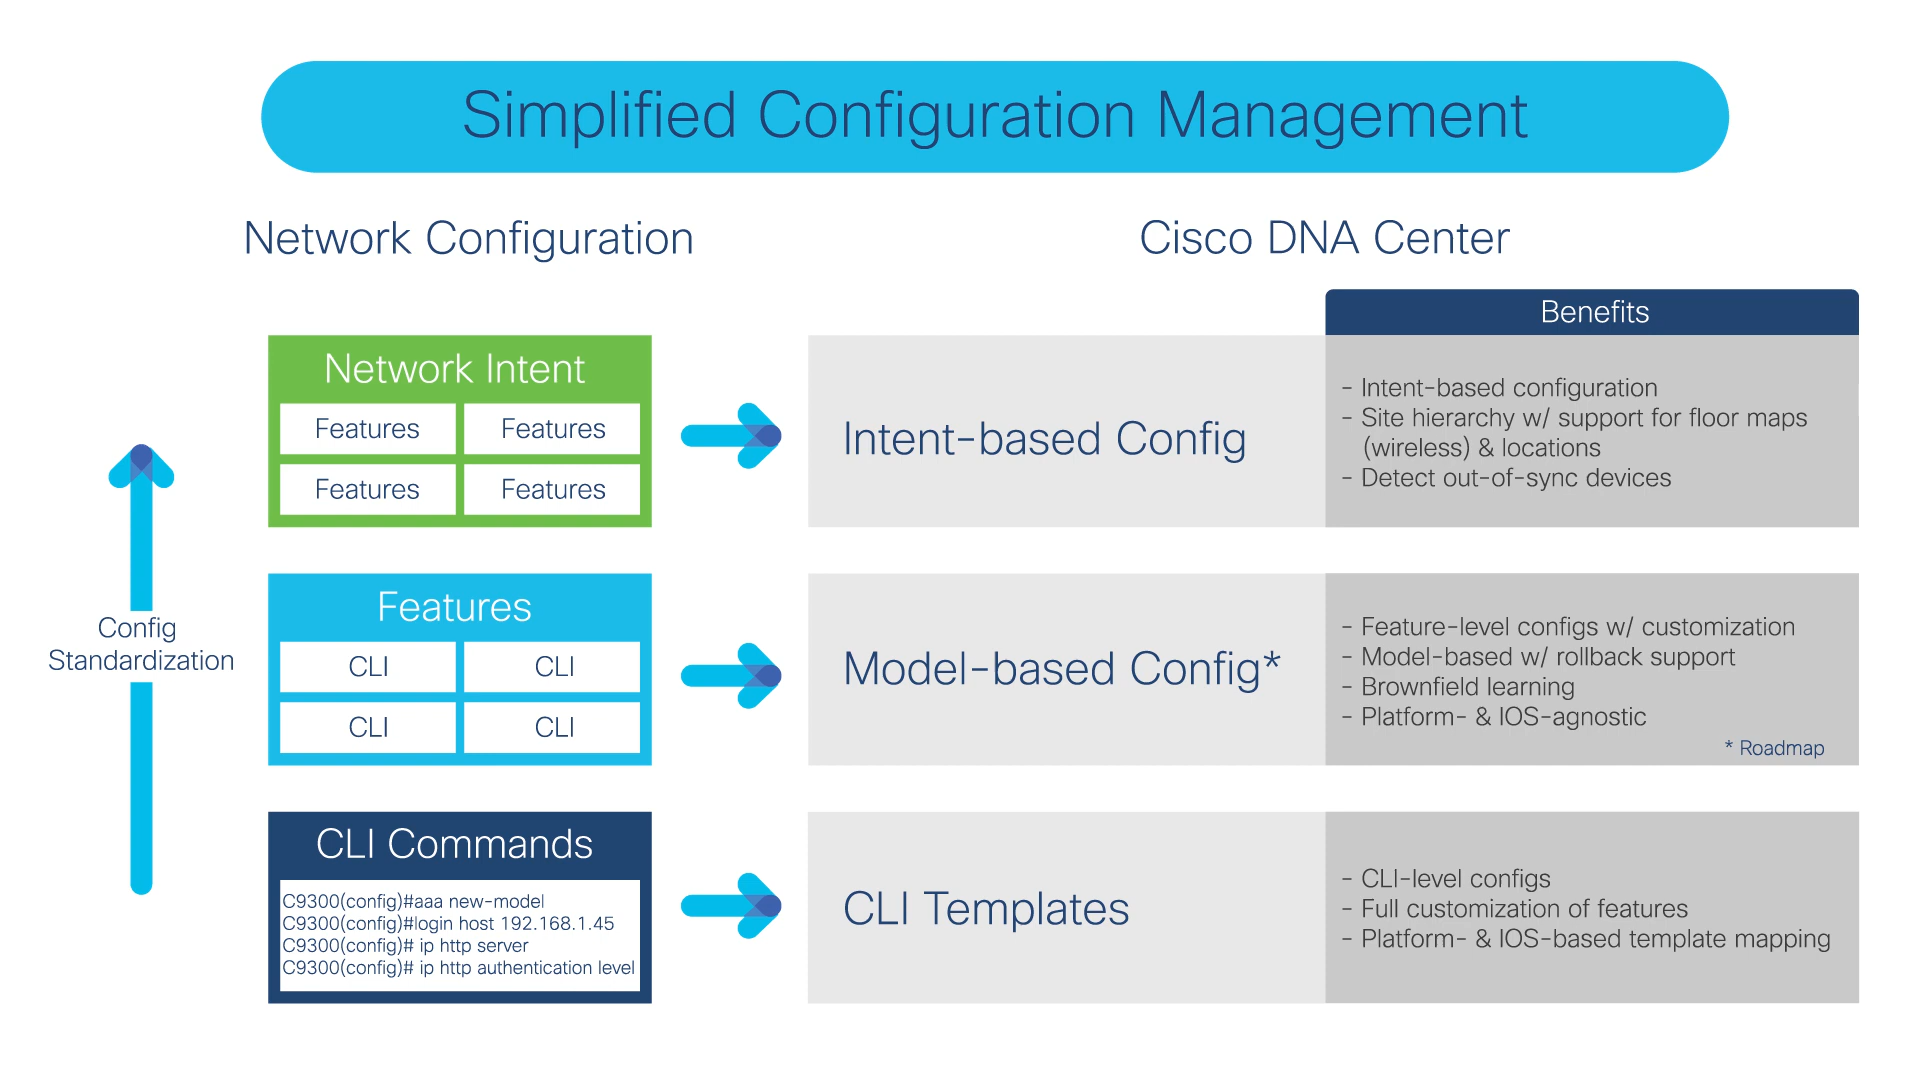 Simplified Configuration Management
Network Configuration
Cisco DNA Center
Benefits
Config
Standardization
Network Intent
Features
Features
Features
Features
Intent-based Config
- Intent-based configuration
- Site hierarchy w/ support for floor maps
(wireless) & locations
- Detect out-of-sync devices
Features
CLI
CLI
CLI
CLI
Model-based Config*
- Feature-level configs w/ customization
- Model-based w/ rollback support
- Brownfield learning
- Platform- & IOS-agnostic
* Roadmap
CLI Commands
C9300(config)#aaa new-model
C9300(config)#login host 192.168.1.45
C9300(config)# ip http server
C9300(config)# ip http authentication level
CLI Templates
- CLI-level configs
- Full customization of features
- Platform- & IOS-based template mapping